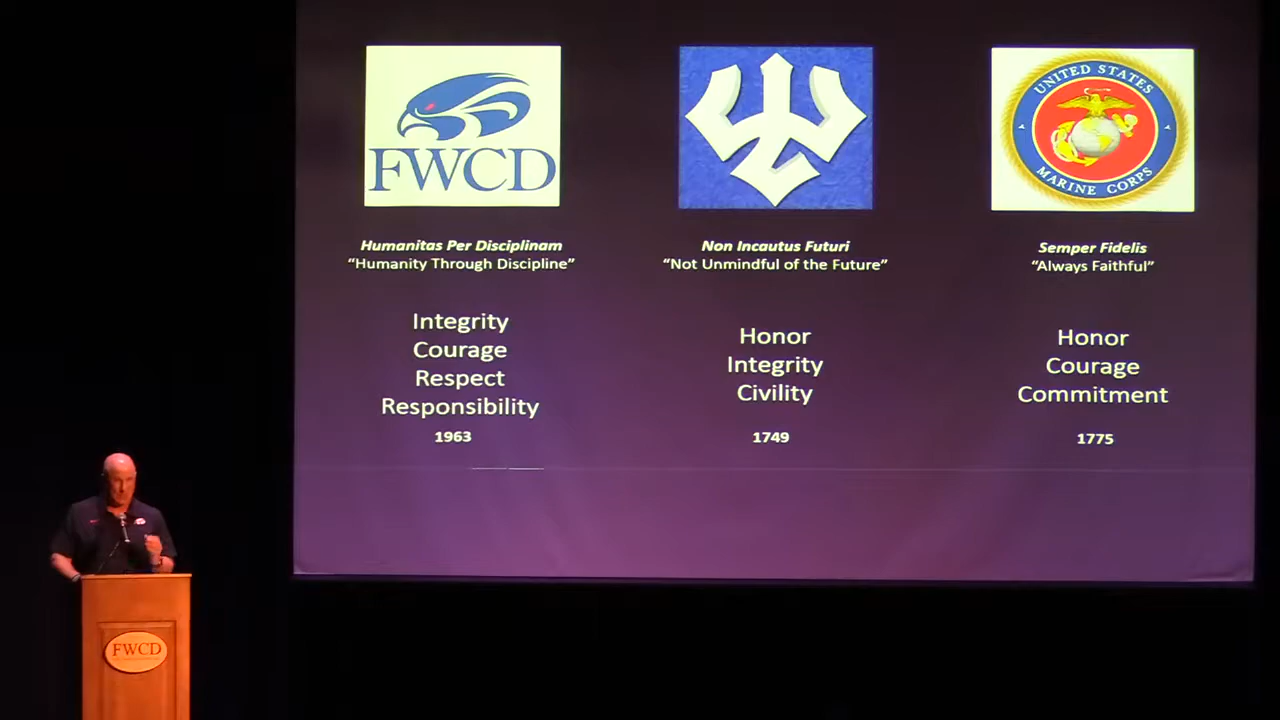 FWCD
Humanitas Per Disciplinam
“Humanity Through Discipline”
Integrity
Courage
Respect
Responsibility
1963
Non Incautus Futuri
“Not Unmindful of the Future”
Honor
Integrity
Civility
1749
UNITED STATES
MARINE CORPS
Semper Fidelis
“Always Faithful”
Honor
Courage
Commitment
1775
FWCD